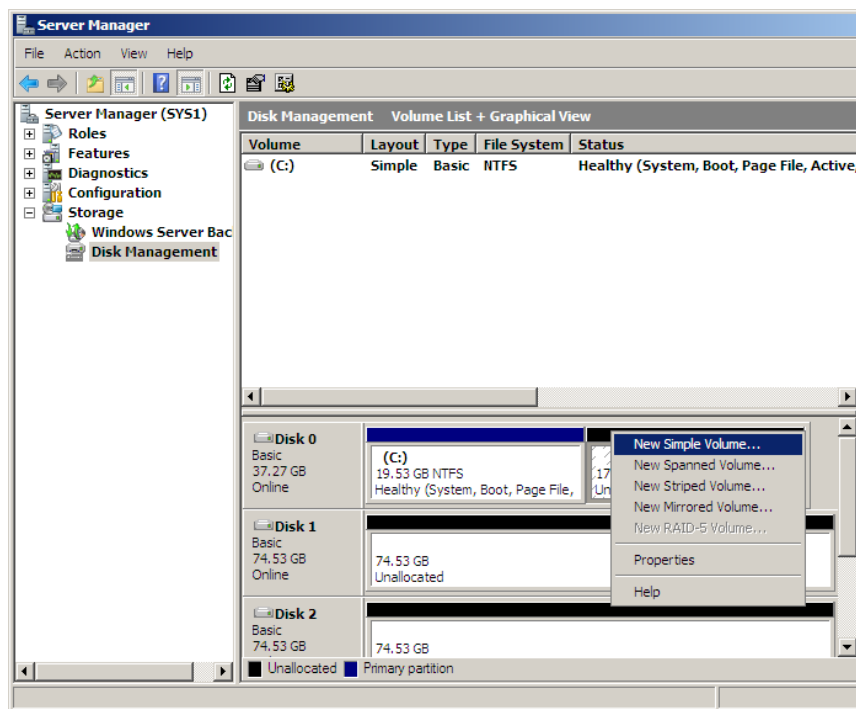 Server Manager
File Action View Help
Server Manager (SYS1)
Roles
Features
Diagnostics
Configuration
Storage
Windows Server Bac
Disk Management
Disk Management Volume List + Graphical View
Volume Layout Type File System Status
(C:) Simple Basic NTFS Healthy (System, Boot, Page File, Active,
Disk 0
Basic
37.27 GB
Online
(C:)
19.53 GB NTFS
Healthy (System, Boot, Page File,
17
Un
New Simple Volume...
New Spanned Volume...
New Striped Volume...
New Mirrored Volume...
New RAID-5 Volume...
Properties
Help
Disk 1
Basic
74.53 GB
Online
74.53 GB
Unallocated
Disk 2
Basic
74.53 GB
74.53 GB
Unallocated Primary partition